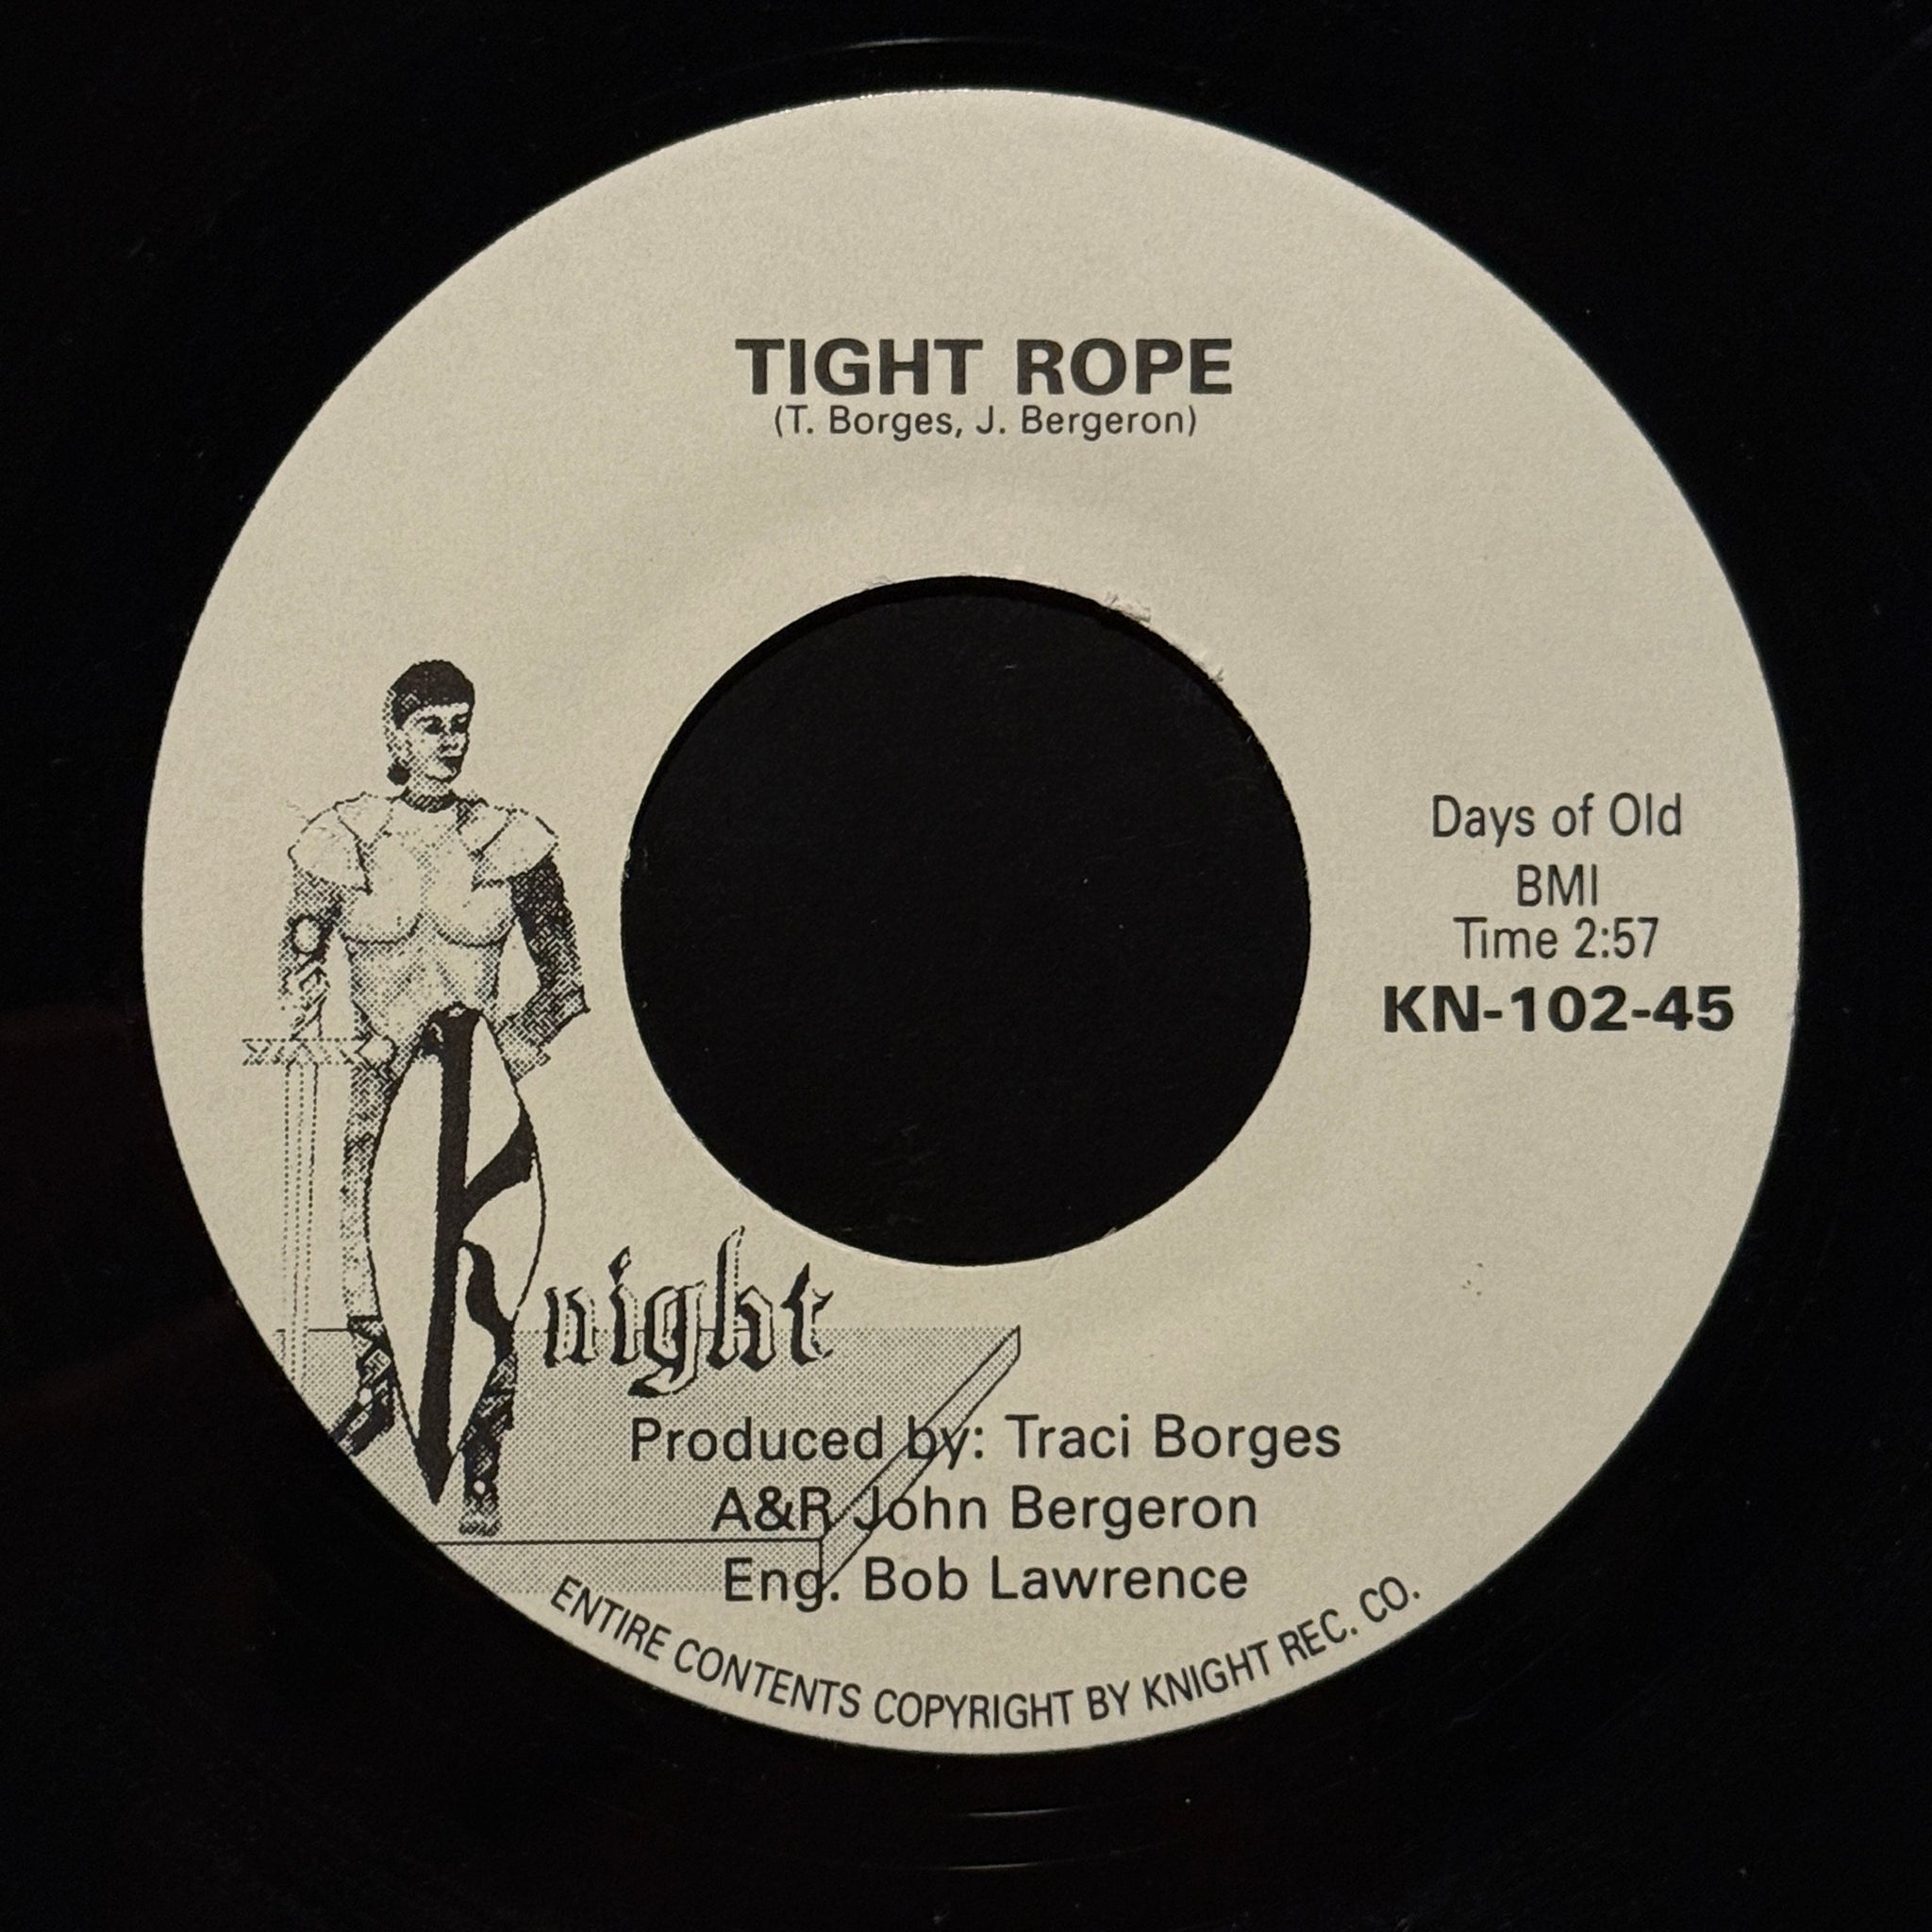 TIGHT ROPE
(T. Borges, J. Bergeron)
Days of Old
BMI
Time 2:57
KN-102-45
Knight
Produced by: Traci Borges
A&R John Bergeron
Eng. Bob Lawrence
ENTIRE CONTENTS COPYRIGHT BY KNIGHT REC. CO.